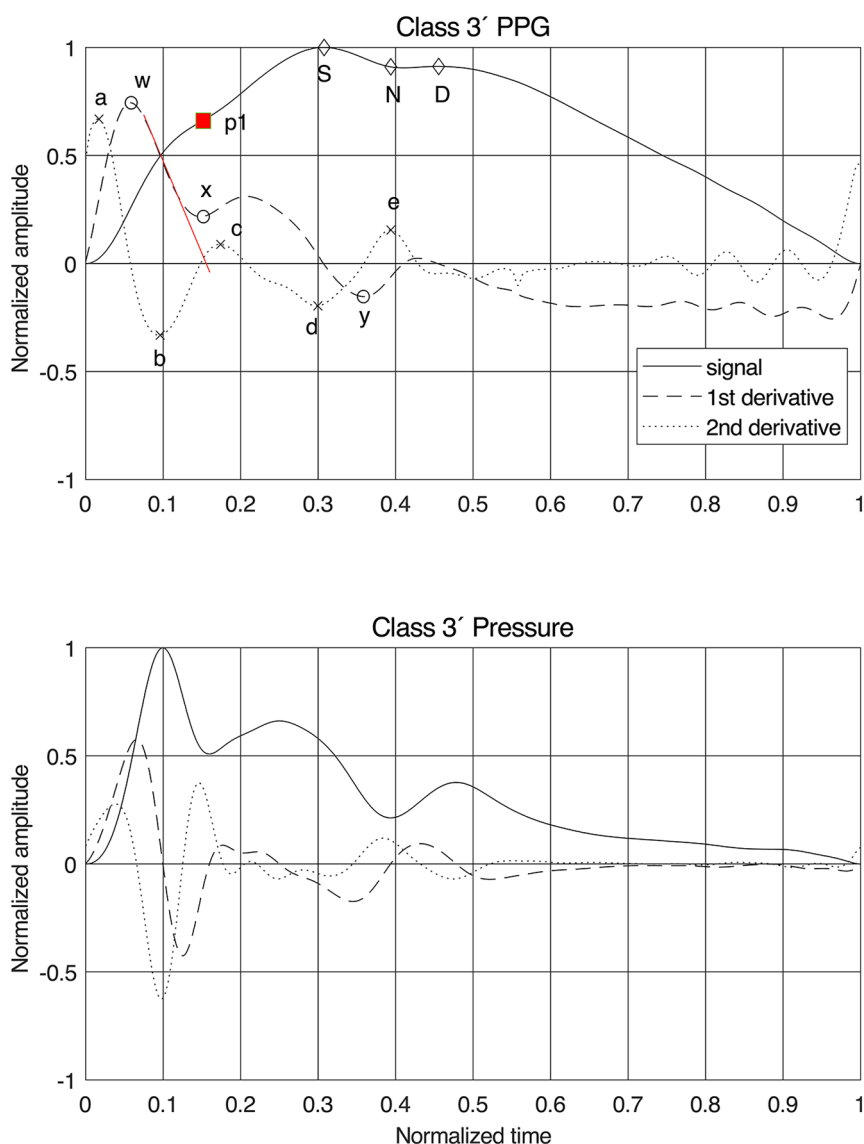 Class 3´ PPG
1
0.5
0
-0.5
-1
Normalized amplitude
a
w
p1
x
c
b
S
N
D
e
d
y
signal
1st derivative
2nd derivative
0 0.1 0.2 0.3 0.4 0.5 0.6 0.7 0.8 0.9 1
Class 3´ Pressure
1
0.5
0
-0.5
-1
Normalized amplitude
0 0.1 0.2 0.3 0.4 0.5 0.6 0.7 0.8 0.9 1
Normalized time